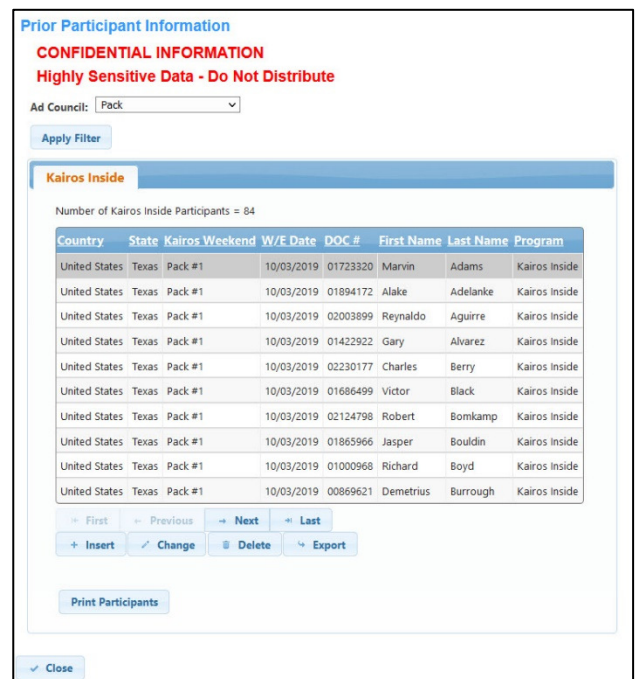 Prior Participant Information
CONFIDENTIAL INFORMATION
Highly Sensitive Data - Do Not Distribute
Ad Council: Pack
Apply Filter
Kairos Inside
Number of Kairos Inside Participants = 84
Country State Kairos Weekend W/E Date DOC # First Name Last Name Program
United States Texas Pack #1 10/03/2019 01723320 Marvin Adams Kairos Inside
United States Texas Pack #1 10/03/2019 01894172 Alake Adelanke Kairos Inside
United States Texas Pack #1 10/03/2019 02003899 Reynaldo Aguirre Kairos Inside
United States Texas Pack #1 10/03/2019 01422922 Gary Alvarez Kairos Inside
United States Texas Pack #1 10/03/2019 02230177 Charles Berry Kairos Inside
United States Texas Pack #1 10/03/2019 01686499 Victor Black Kairos Inside
United States Texas Pack #1 10/03/2019 02124798 Robert Bomkamp Kairos Inside
United States Texas Pack #1 10/03/2019 01865966 Jasper Bouldin Kairos Inside
United States Texas Pack #1 10/03/2019 01000968 Richard Boyd Kairos Inside
United States Texas Pack #1 10/03/2019 00869621 Demetrius Burrough Kairos Inside
First Previous Next Last
Insert Change Delete Export
Print Participants
Close